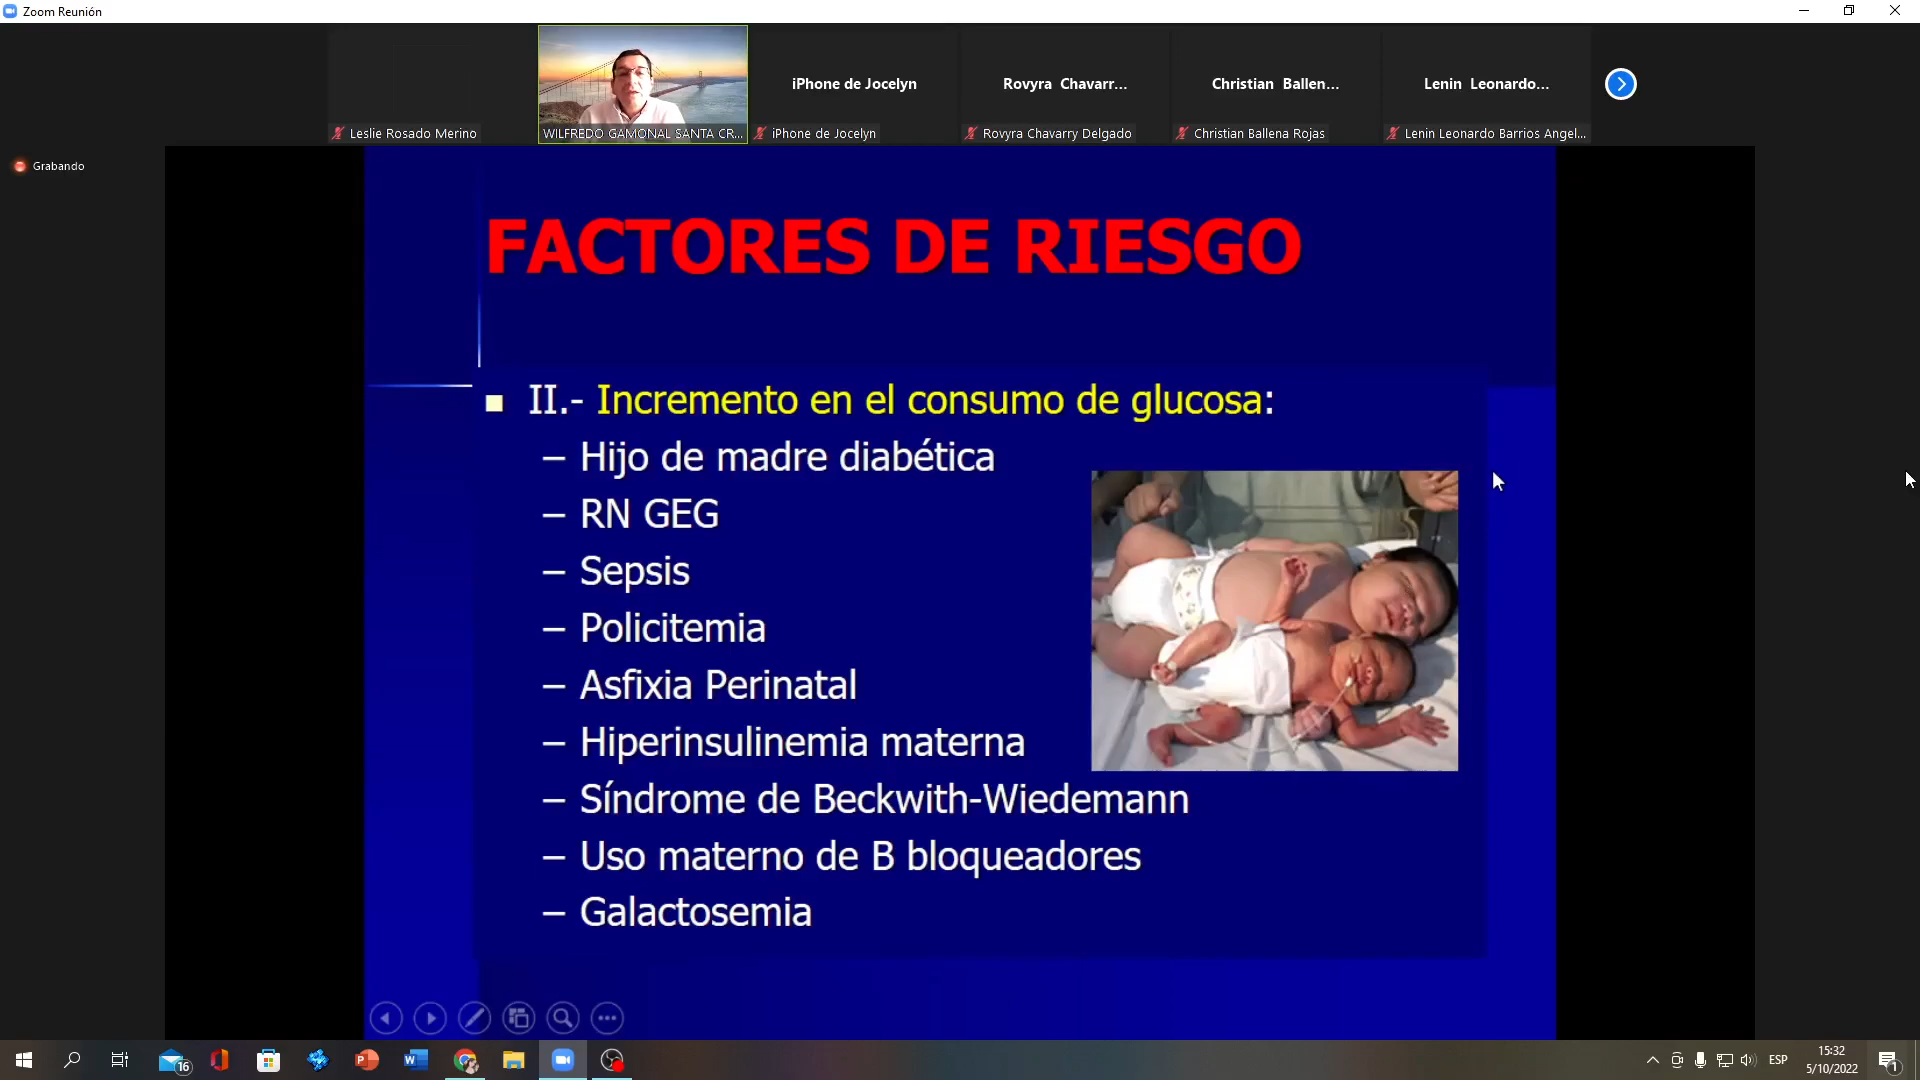 Zoom Reunión
iPhone de Jocelyn
Rovyra Chavarr...
Christian Ballen...
Lenin Leonardo...
Leslie Rosado Merino
WILFREDO GAMONAL SANTA CR...
iPhone de Jocelyn
Rovyra Chavarry Delgado
Christian Ballena Rojas
Lenin Leonardo Barrios Angel...
Grabando
FACTORES DE RIESGO
II.- Incremento en el consumo de glucosa:
– Hijo de madre diabética
– RN GEG
– Sepsis
– Policitemia
– Asfixia Perinatal
– Hiperinsulinemia materna
– Síndrome de Beckwith-Wiedemann
– Uso materno de B bloqueadores
– Galactosemia
16
ESP
15:32
5/10/2022
1